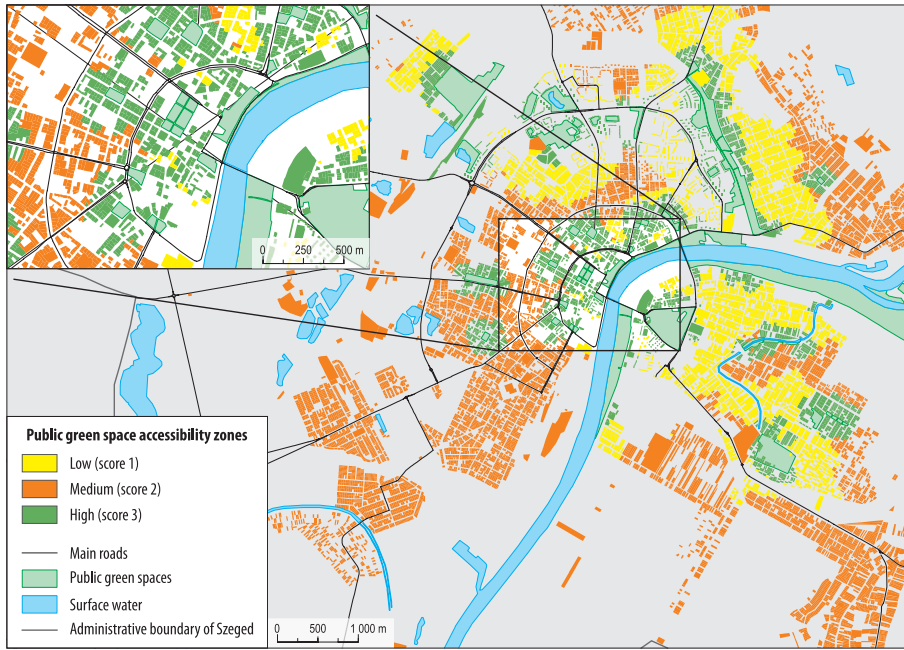 0 250 500 m
Public green space accessibility zones
Low (score 1)
Medium (score 2)
High (score 3)
Main roads
Public green spaces
Surface water
Administrative boundary of Szeged
0 500 1 000 m